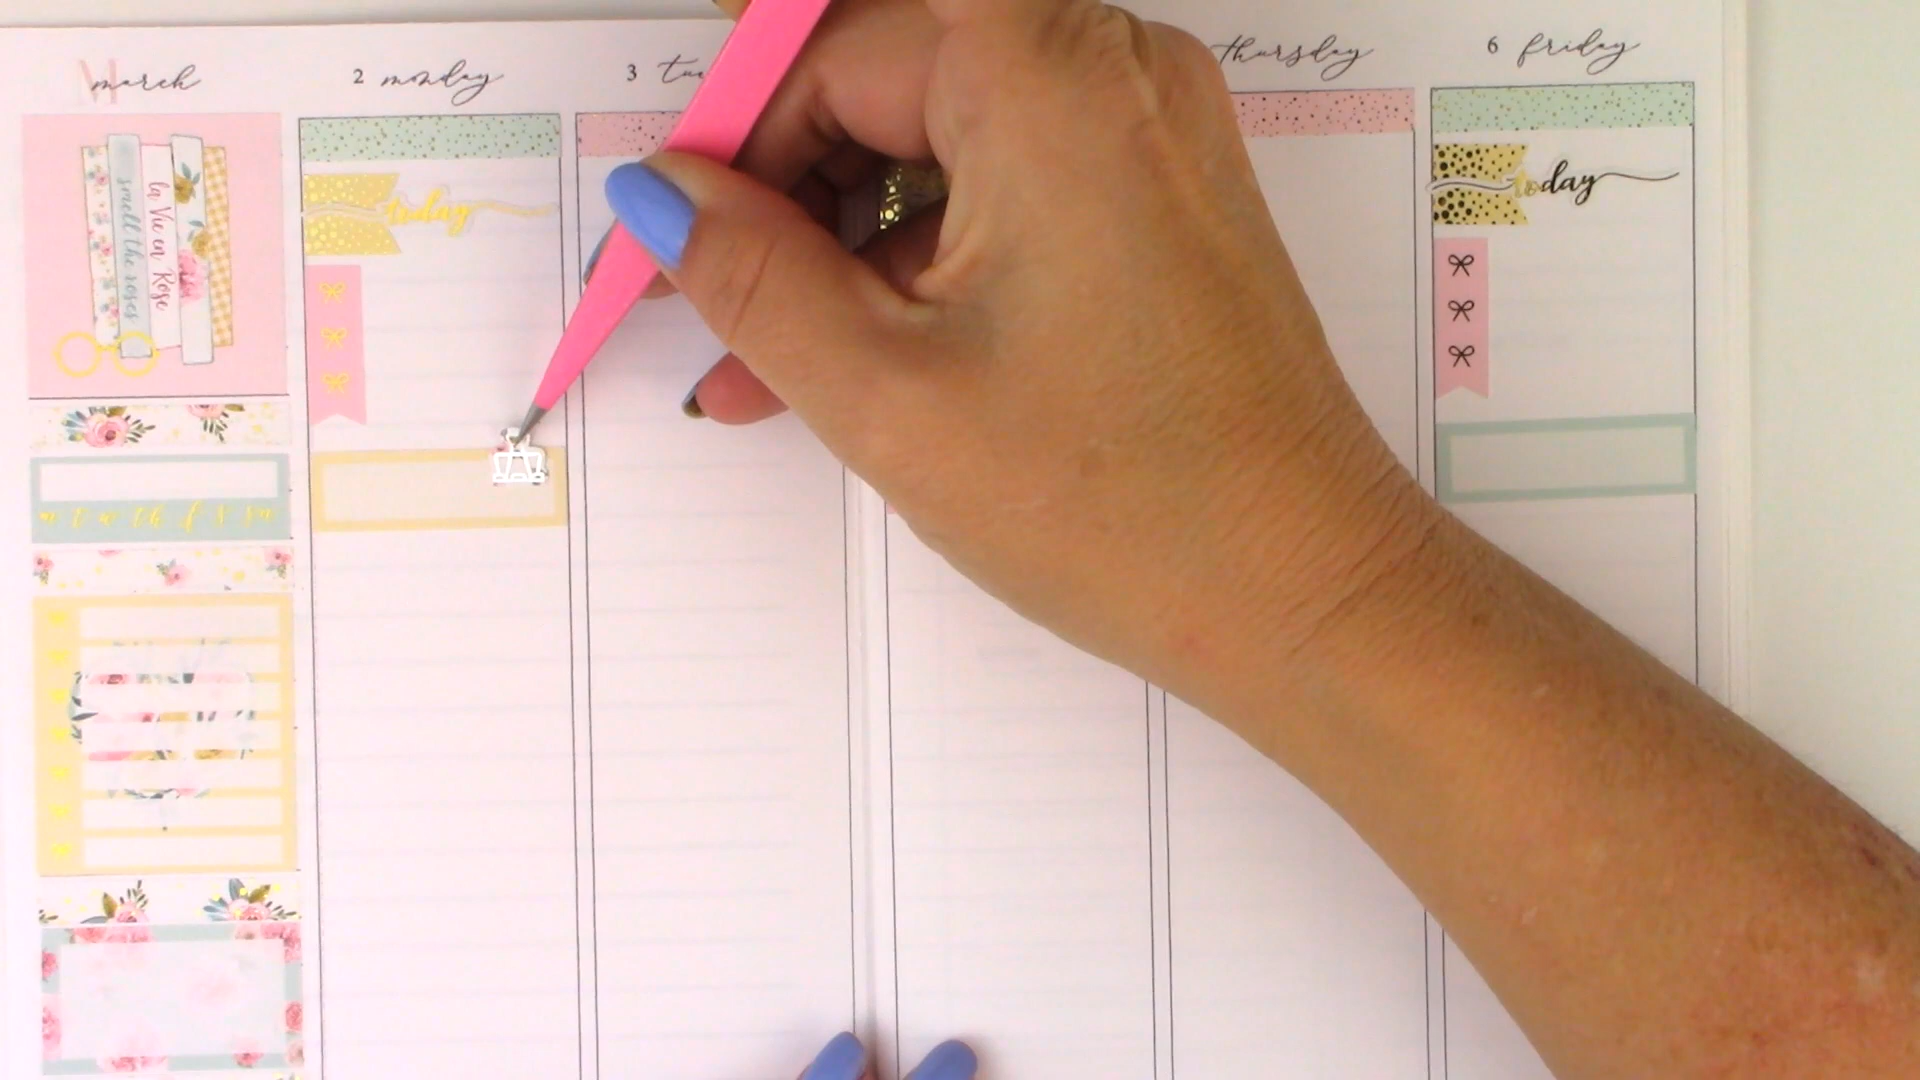 march
2 monday
3 tu
thursday
6 friday
la Vie en Rose
smell the roses
today
today
m t w th f s su